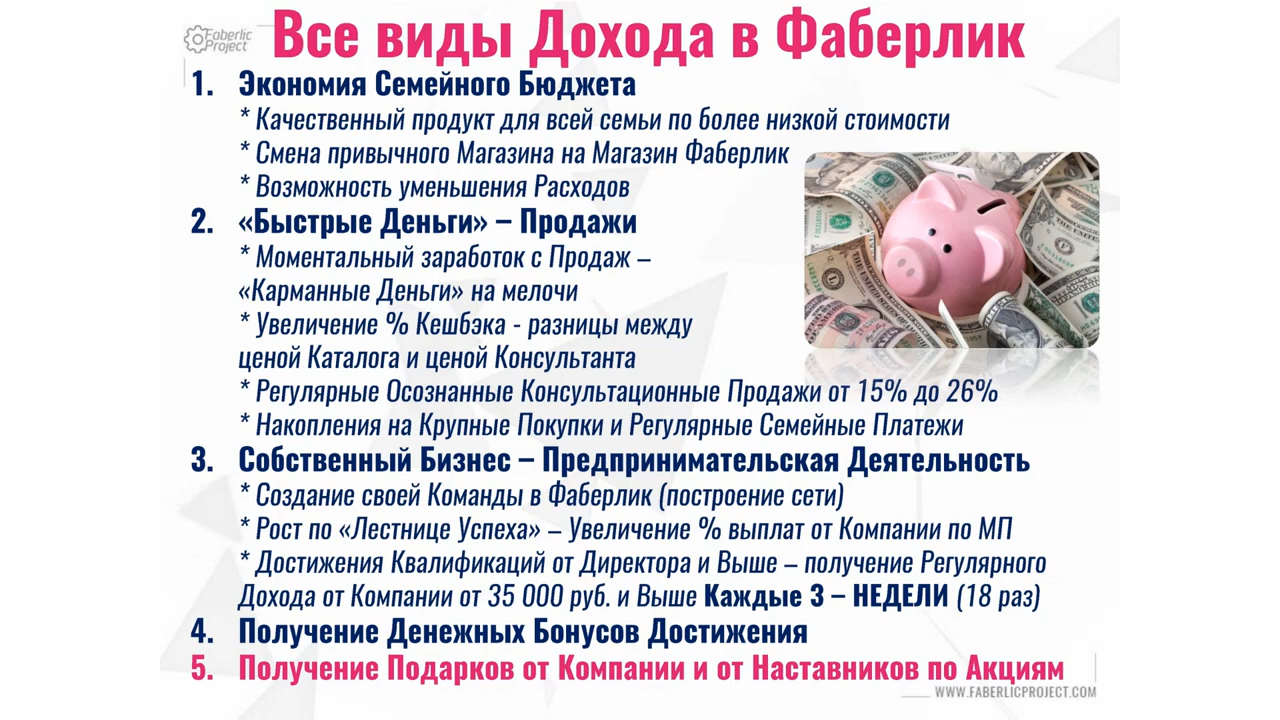 Faberlic
Project
Все виды Дохода в Фаберлик
1. Экономия Семейного Бюджета
* Качественный продукт для всей семьи по более низкой стоимости
* Смена привычного Магазина на Магазин Фаберлик
* Возможность уменьшения Расходов
2. «Быстрые Деньги» – Продажи
* Моментальный заработок с Продаж –
«Карманные Деньги» на мелочи
* Увеличение % Кешбэка - разницы между
ценой Каталога и ценой Консультанта
* Регулярные Осознанные Консультационные Продажи от 15% до 26%
* Накопления на Крупные Покупки и Регулярные Семейные Платежи
3. Собственный Бизнес – Предпринимательская Деятельность
* Создание своей Команды в Фаберлик (построение сети)
* Рост по «Лестнице Успеха» – Увеличение % выплат от Компании по МП
* Достижения Квалификаций от Директора и Выше – получение Регулярного
Дохода от Компании от 35 000 руб. и Выше Каждые 3 – НЕДЕЛИ (18 раз)
4. Получение Денежных Бонусов Достижения
5. Получение Подарков от Компании и от Наставников по Акциям
WWW.FABERLICPROJECT.COM